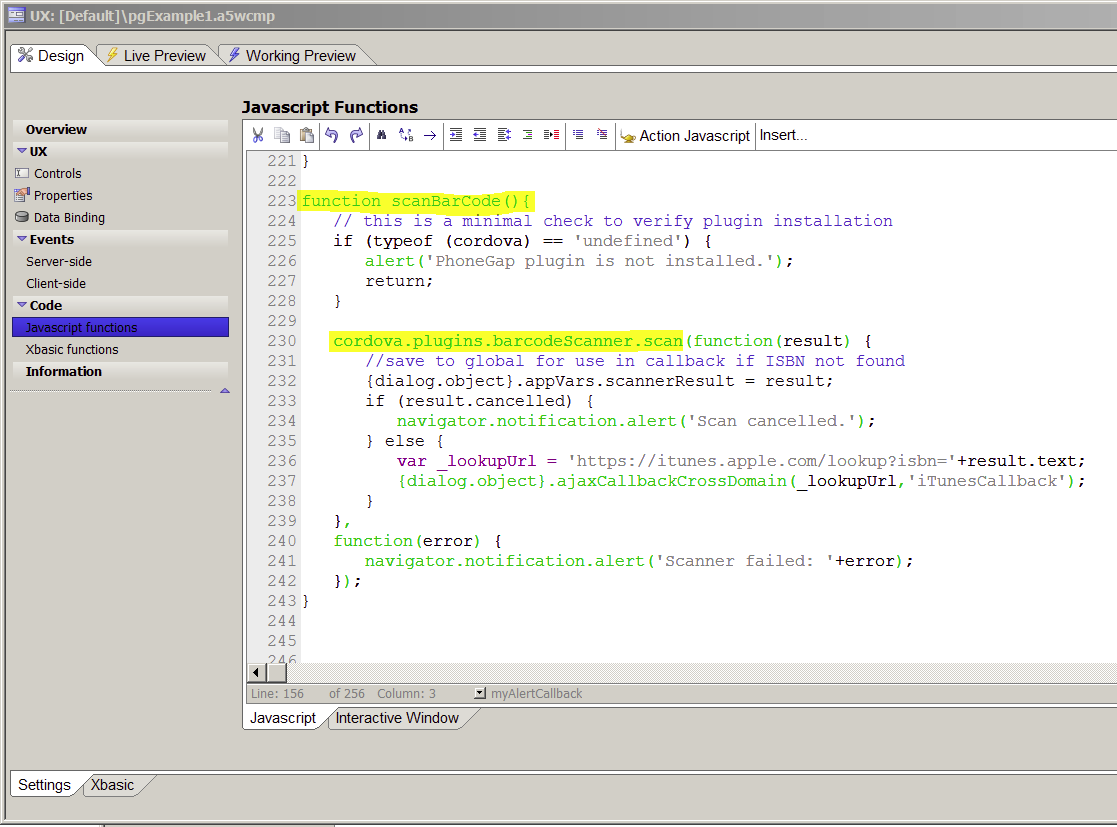 UX: [Default]\pgExample1.a5wcmp
Design
Live Preview
Working Preview
Overview
UX
Controls
Properties
Data Binding
Events
Server-side
Client-side
Code
Javascript functions
Xbasic functions
Information
Javascript Functions
Action Javascript
Insert...
221 }
222
223 function scanBarCode(){
224 // this is a minimal check to verify plugin installation
225 if (typeof (cordova) == 'undefined') {
226 alert('PhoneGap plugin is not installed.');
227 return;
228 }
229
230 cordova.plugins.barcodeScanner.scan(function(result) {
231 //save to global for use in callback if ISBN not found
232 {dialog.object}.appVars.scannerResult = result;
233 if (result.cancelled) {
234 navigator.notification.alert('Scan cancelled.');
235 } else {
236 var _lookupUrl = 'https://itunes.apple.com/lookup?isbn='+result.text;
237 {dialog.object}.ajaxCallbackCrossDomain(_lookupUrl,'iTunesCallback');
238 }
239 },
240 function(error) {
241 navigator.notification.alert('Scanner failed: '+error);
242 });
243 }
244
245
246
Line: 156 of 256 Column: 3 myAlertCallback
Javascript
Interactive Window
Settings
Xbasic